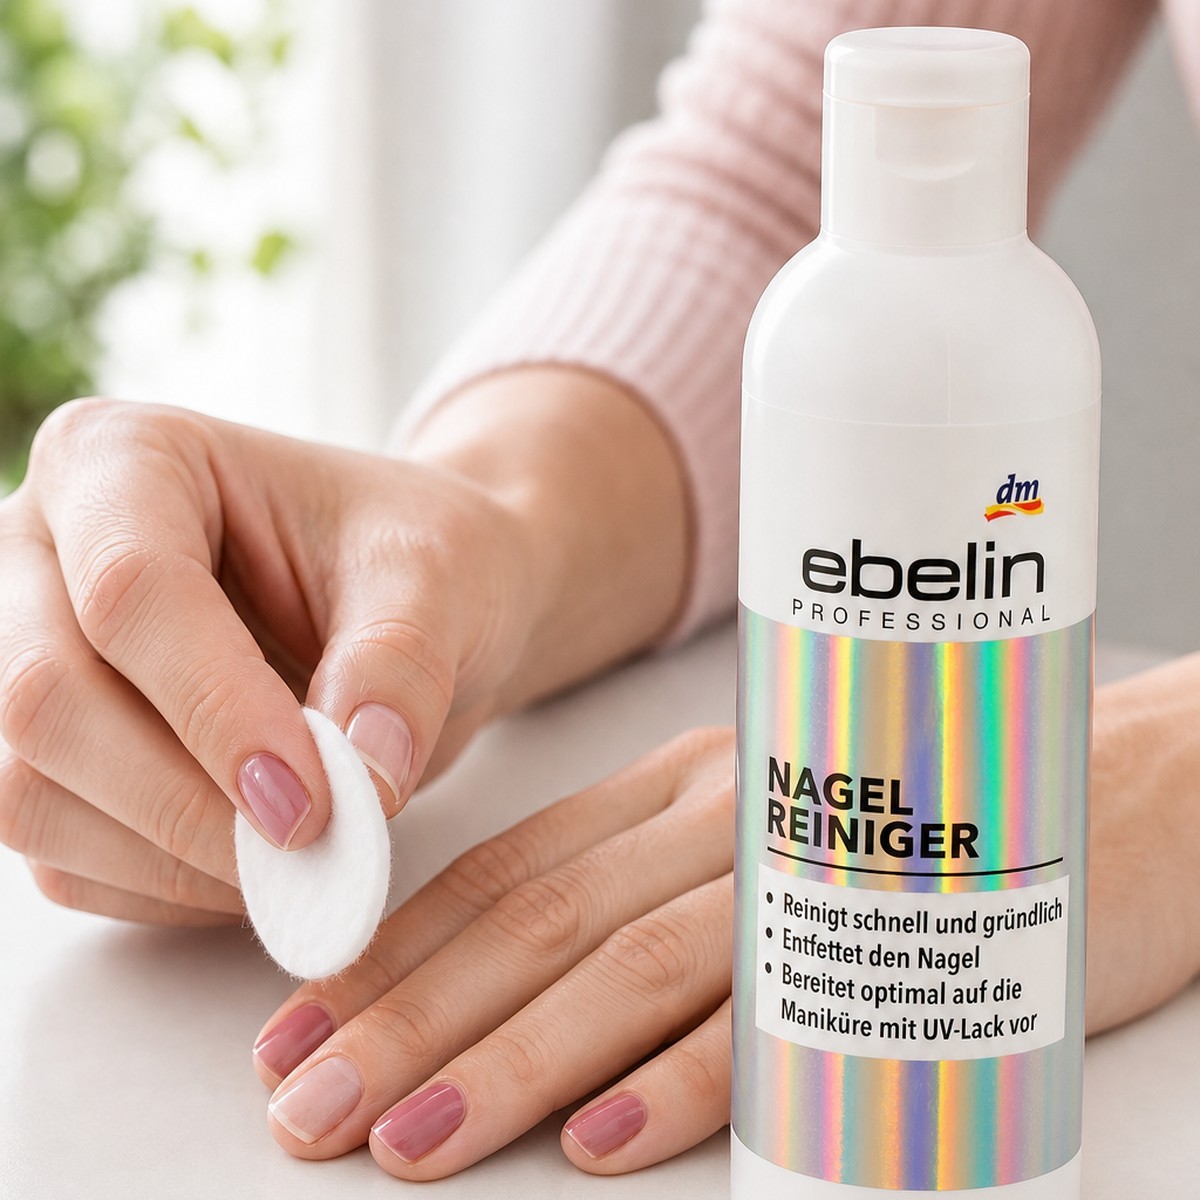 dm
ebelin
PROFESSIONAL
NAGEL
REINIGER
• Reinigt schnell und gründlich
• Entfettet den Nagel
• Bereitet optimal auf die
Maniküre mit UV-Lack vor